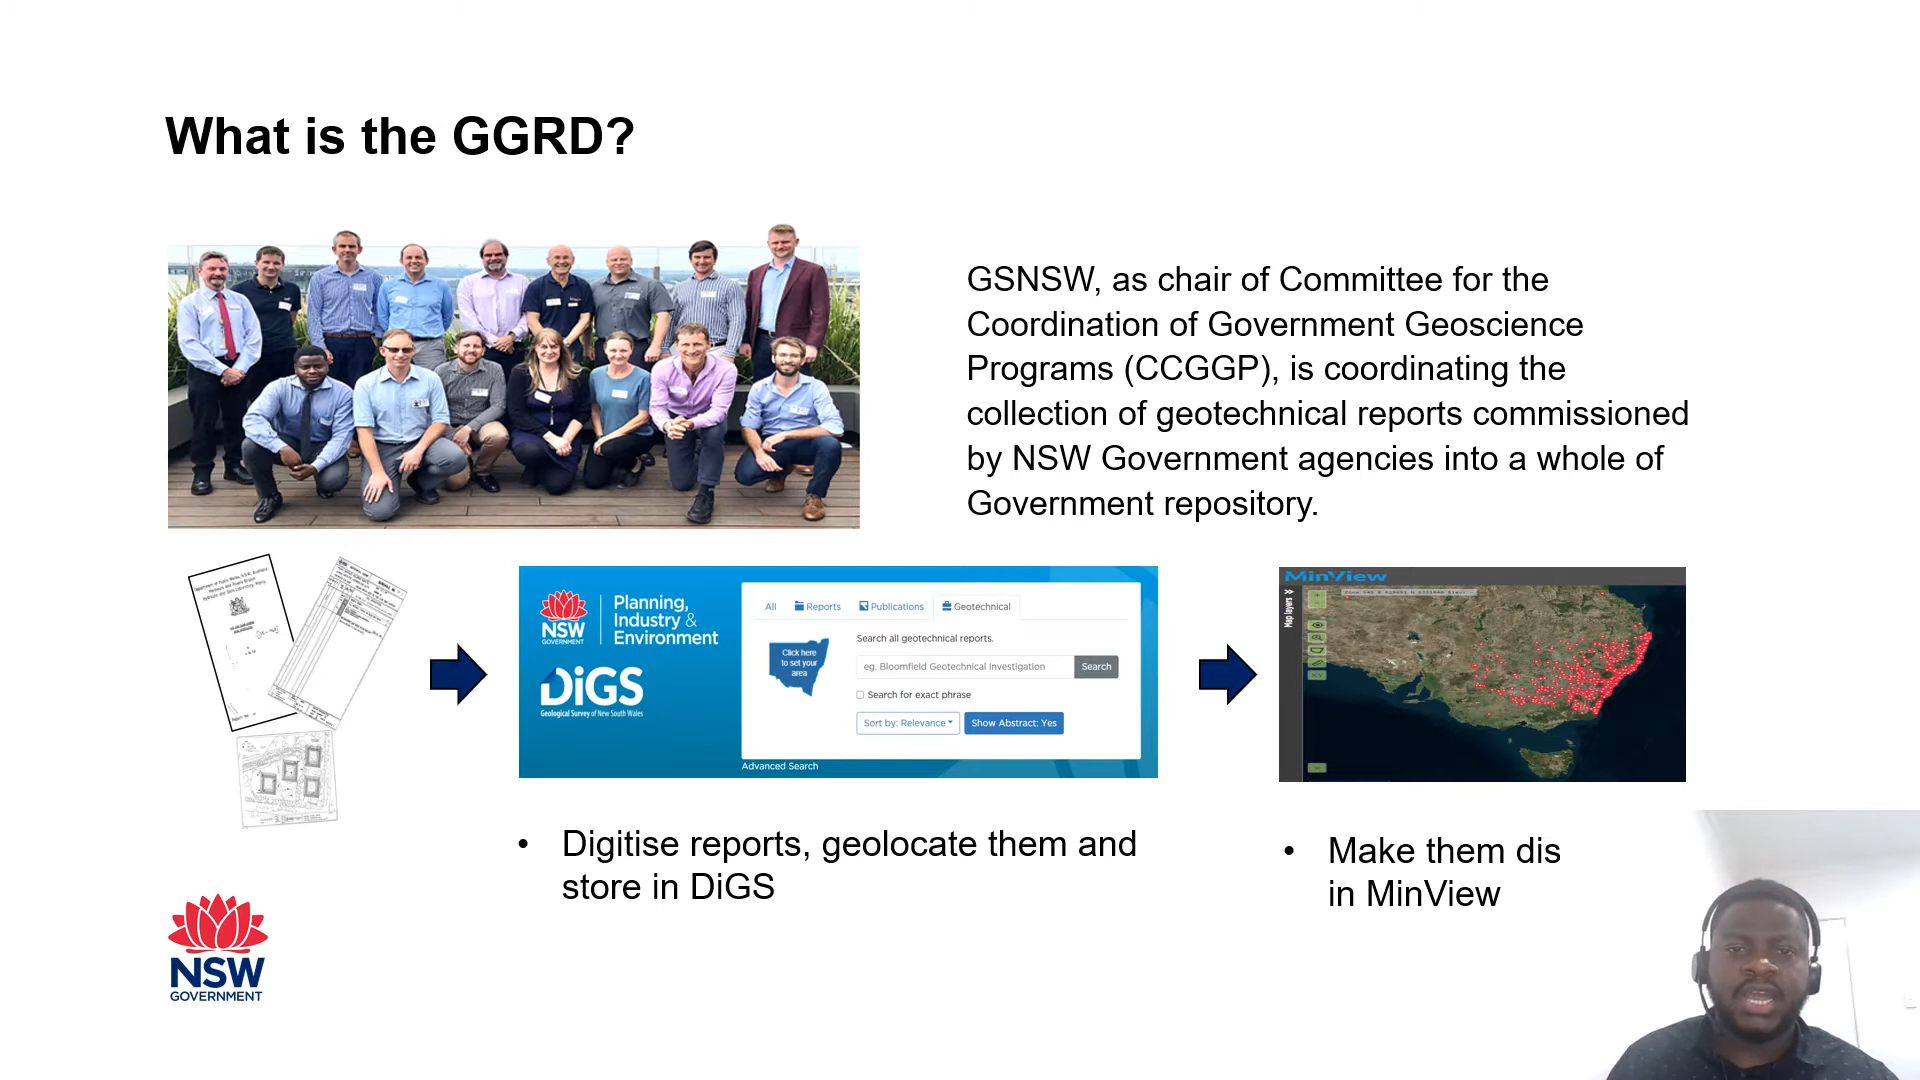 What is the GGRD?
GSNSW, as chair of Committee for the
Coordination of Government Geoscience
Programs (CCGGP), is coordinating the
collection of geotechnical reports commissioned
by NSW Government agencies into a whole of
Government repository.
Department of Public Works, N.S.W. Australia.
NSW
GOVERNMENT
Planning,
Industry &
Environment
DiGS
Geological Survey of New South Wales
All
Reports
Publications
Geotechnical
Search all geotechnical reports.
Click here
to set your
area
eg. Bloomfield Geotechnical Investigation
Search
Search for exact phrase
Sort by: Relevance
Show Abstract: Yes
Advanced Search
MinView
Map layers
• Digitise reports, geolocate them and
store in DiGS
• Make them dis
in MinView
NSW
GOVERNMENT